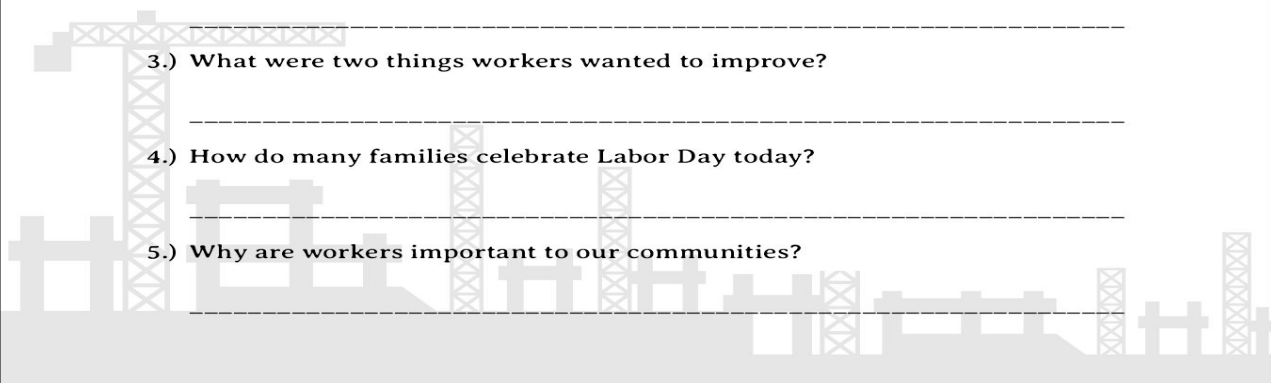 3.) What were two things workers wanted to improve?
4.) How do many families celebrate Labor Day today?
5.) Why are workers important to our communities?